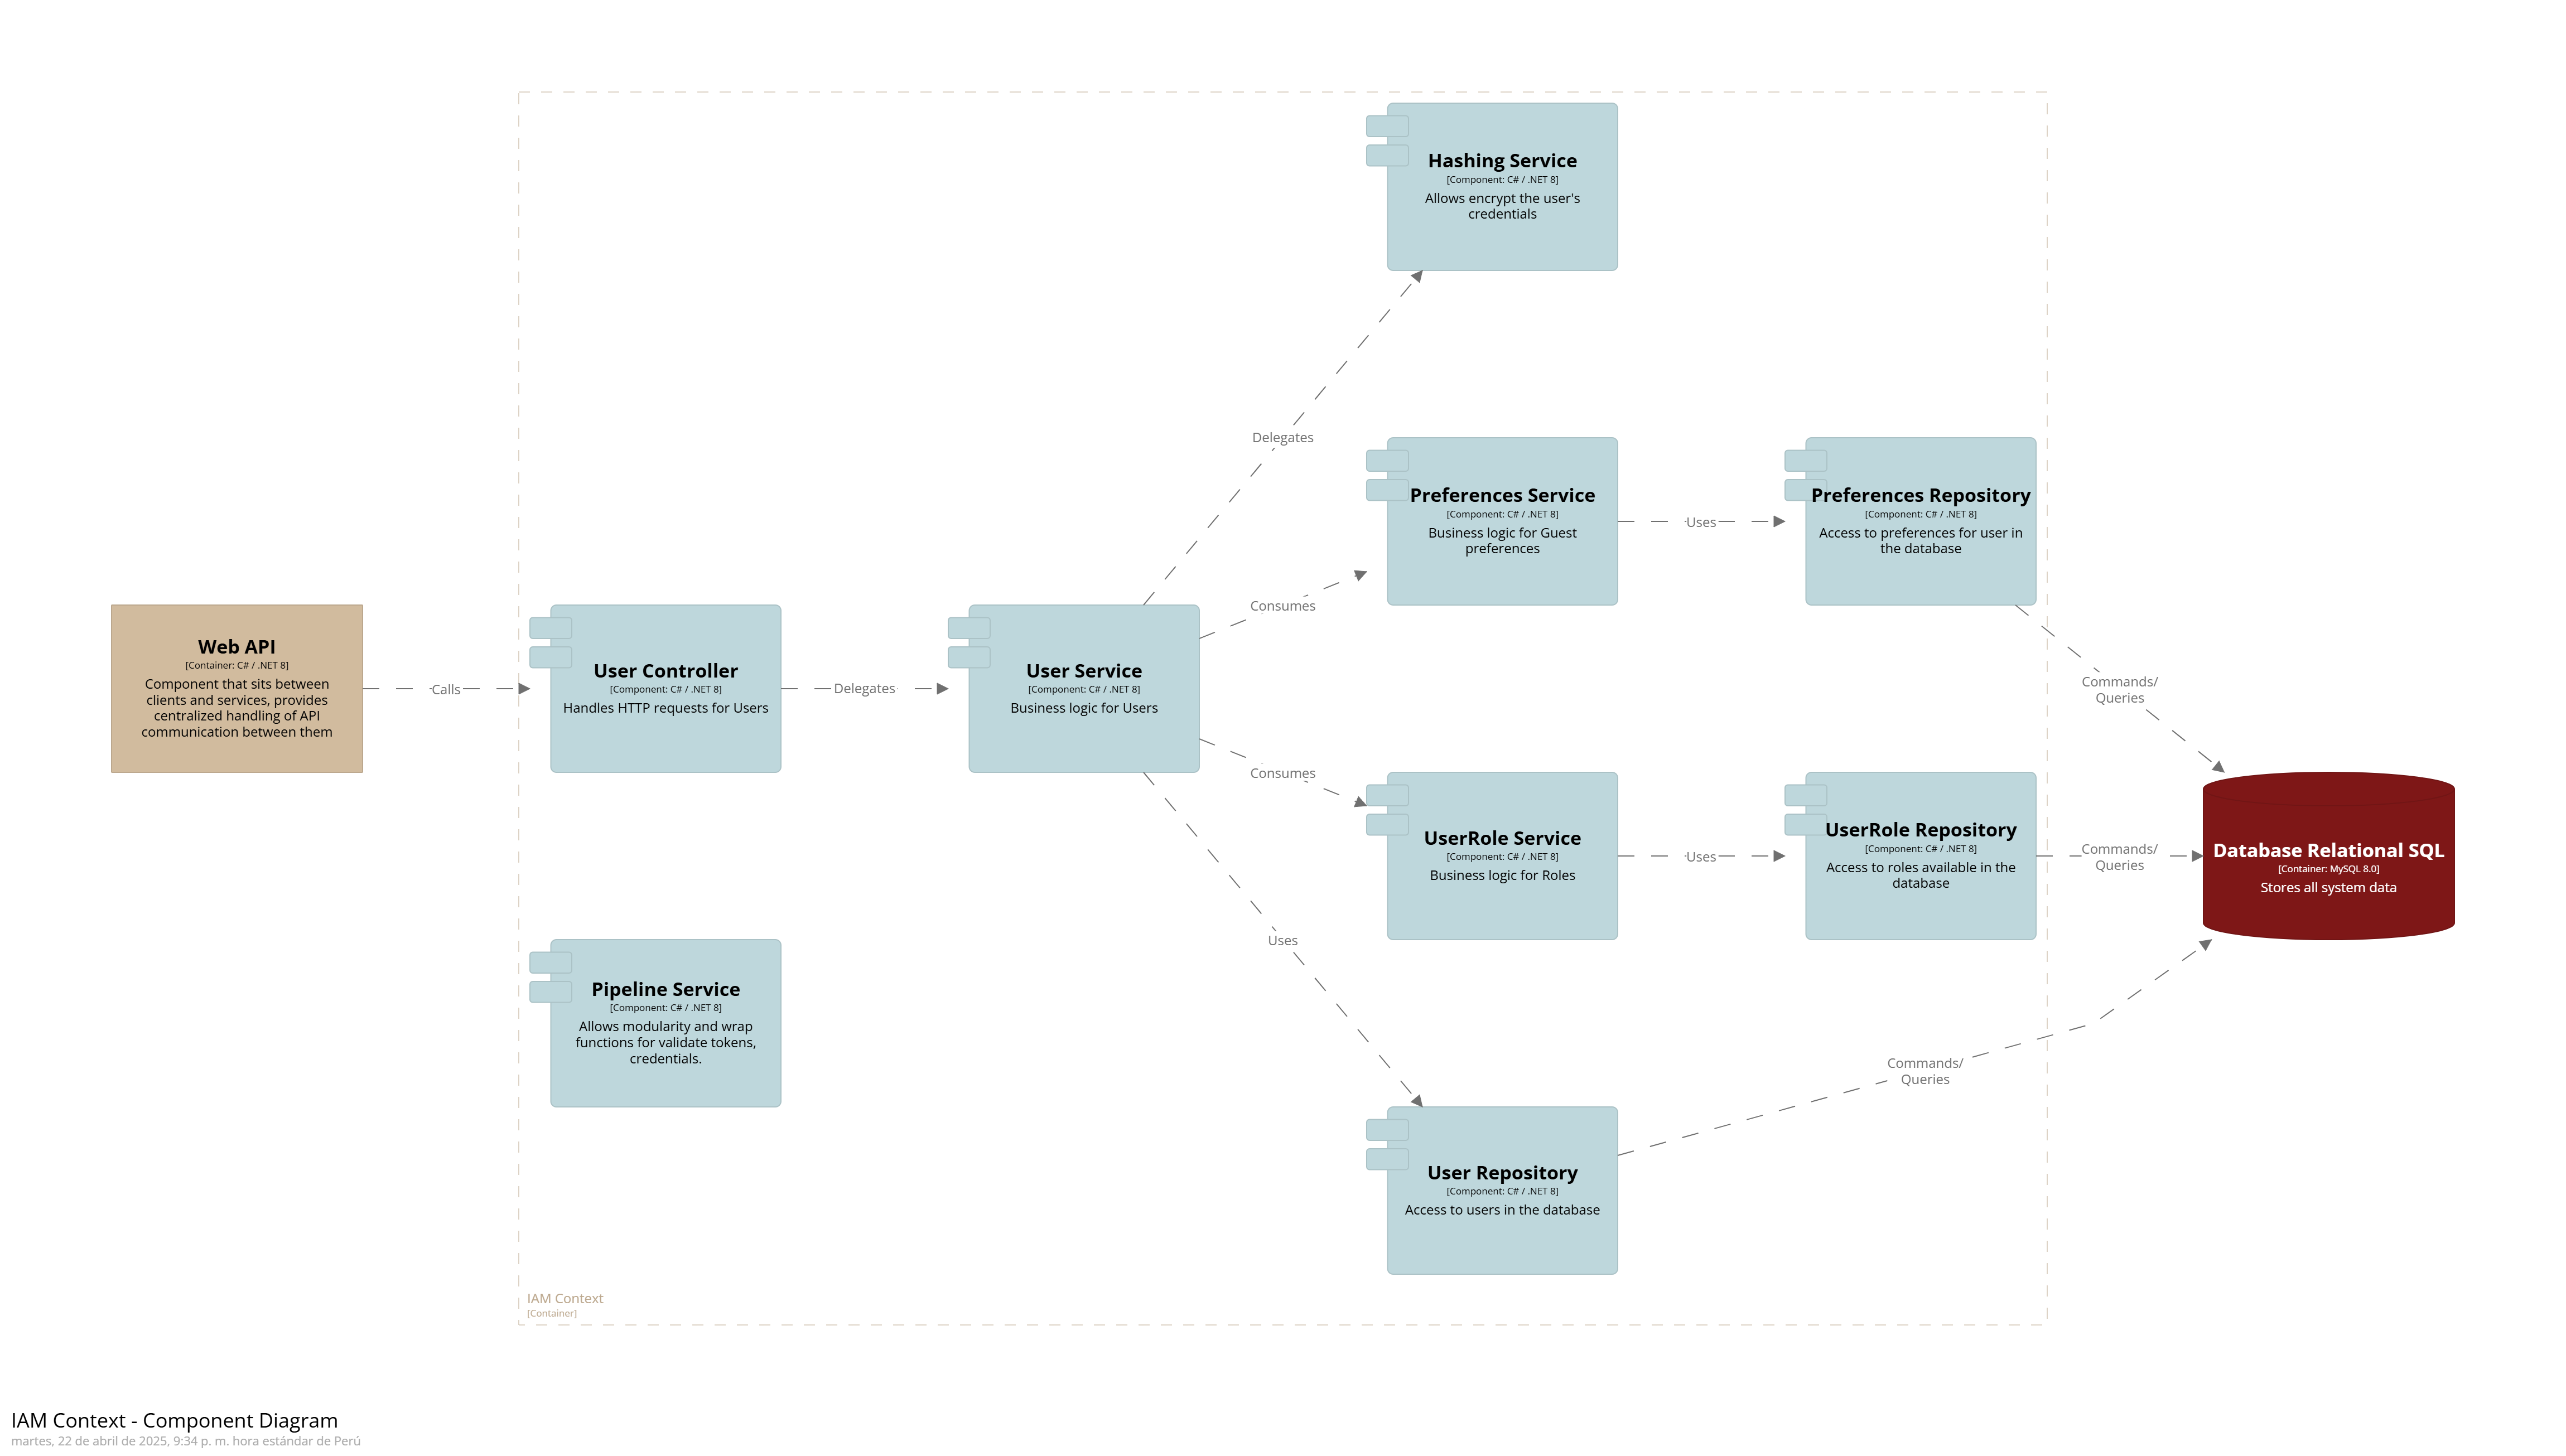 Hashing Service
[Component: C# / .NET 8]
Allows encrypt the user's
credentials
Delegates
Preferences Service
[Component: C# / .NET 8]
Business logic for Guest
preferences
Uses
Preferences Repository
[Component: C# / .NET 8]
Access to preferences for user in
the database
Consumes
Commands/
Queries
Web API
[Container: C# / .NET 8]
Component that sits between
clients and services, provides
centralized handling of API
communication between them
Calls
User Controller
[Component: C# / .NET 8]
Handles HTTP requests for Users
Delegates
User Service
[Component: C# / .NET 8]
Business logic for Users
Consumes
UserRole Service
[Component: C# / .NET 8]
Business logic for Roles
Uses
UserRole Repository
[Component: C# / .NET 8]
Access to roles available in the
database
Commands/
Queries
Database Relational SQL
[Container: MySQL 8.0]
Stores all system data
Uses
Pipeline Service
[Component: C# / .NET 8]
Allows modularity and wrap
functions for validate tokens,
credentials.
Commands/
Queries
User Repository
[Component: C# / .NET 8]
Access to users in the database
IAM Context
[Container]
IAM Context - Component Diagram
martes, 22 de abril de 2025, 9:34 p. m. hora estándar de Perú